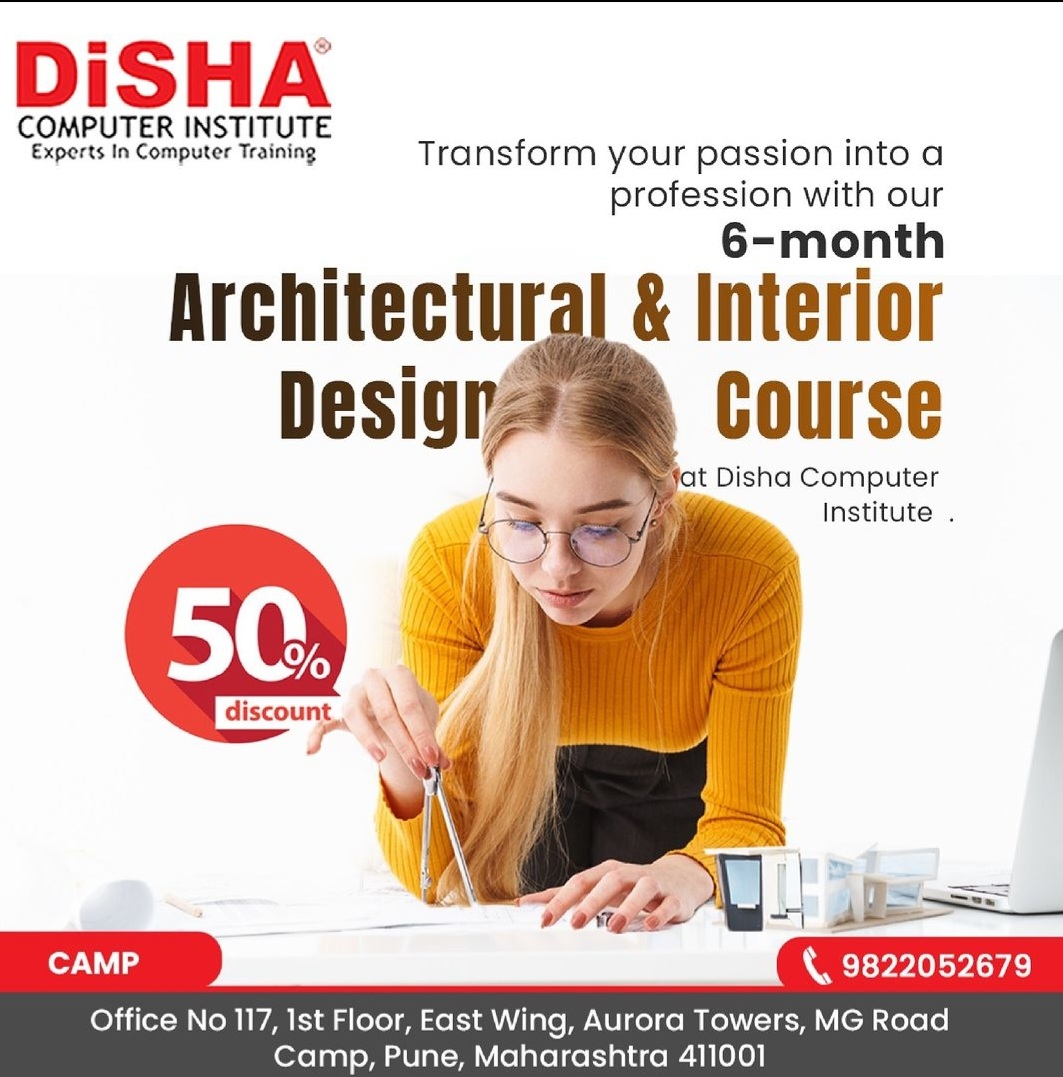 DiSHA®
COMPUTER INSTITUTE
Experts In Computer Training
Transform your passion into a
profession with our
6-month
Architectural & Interior
Design Course
at Disha Computer
Institute .
50%
discount
CAMP
9822052679
Office No 117, 1st Floor, East Wing, Aurora Towers, MG Road
Camp, Pune, Maharashtra 411001